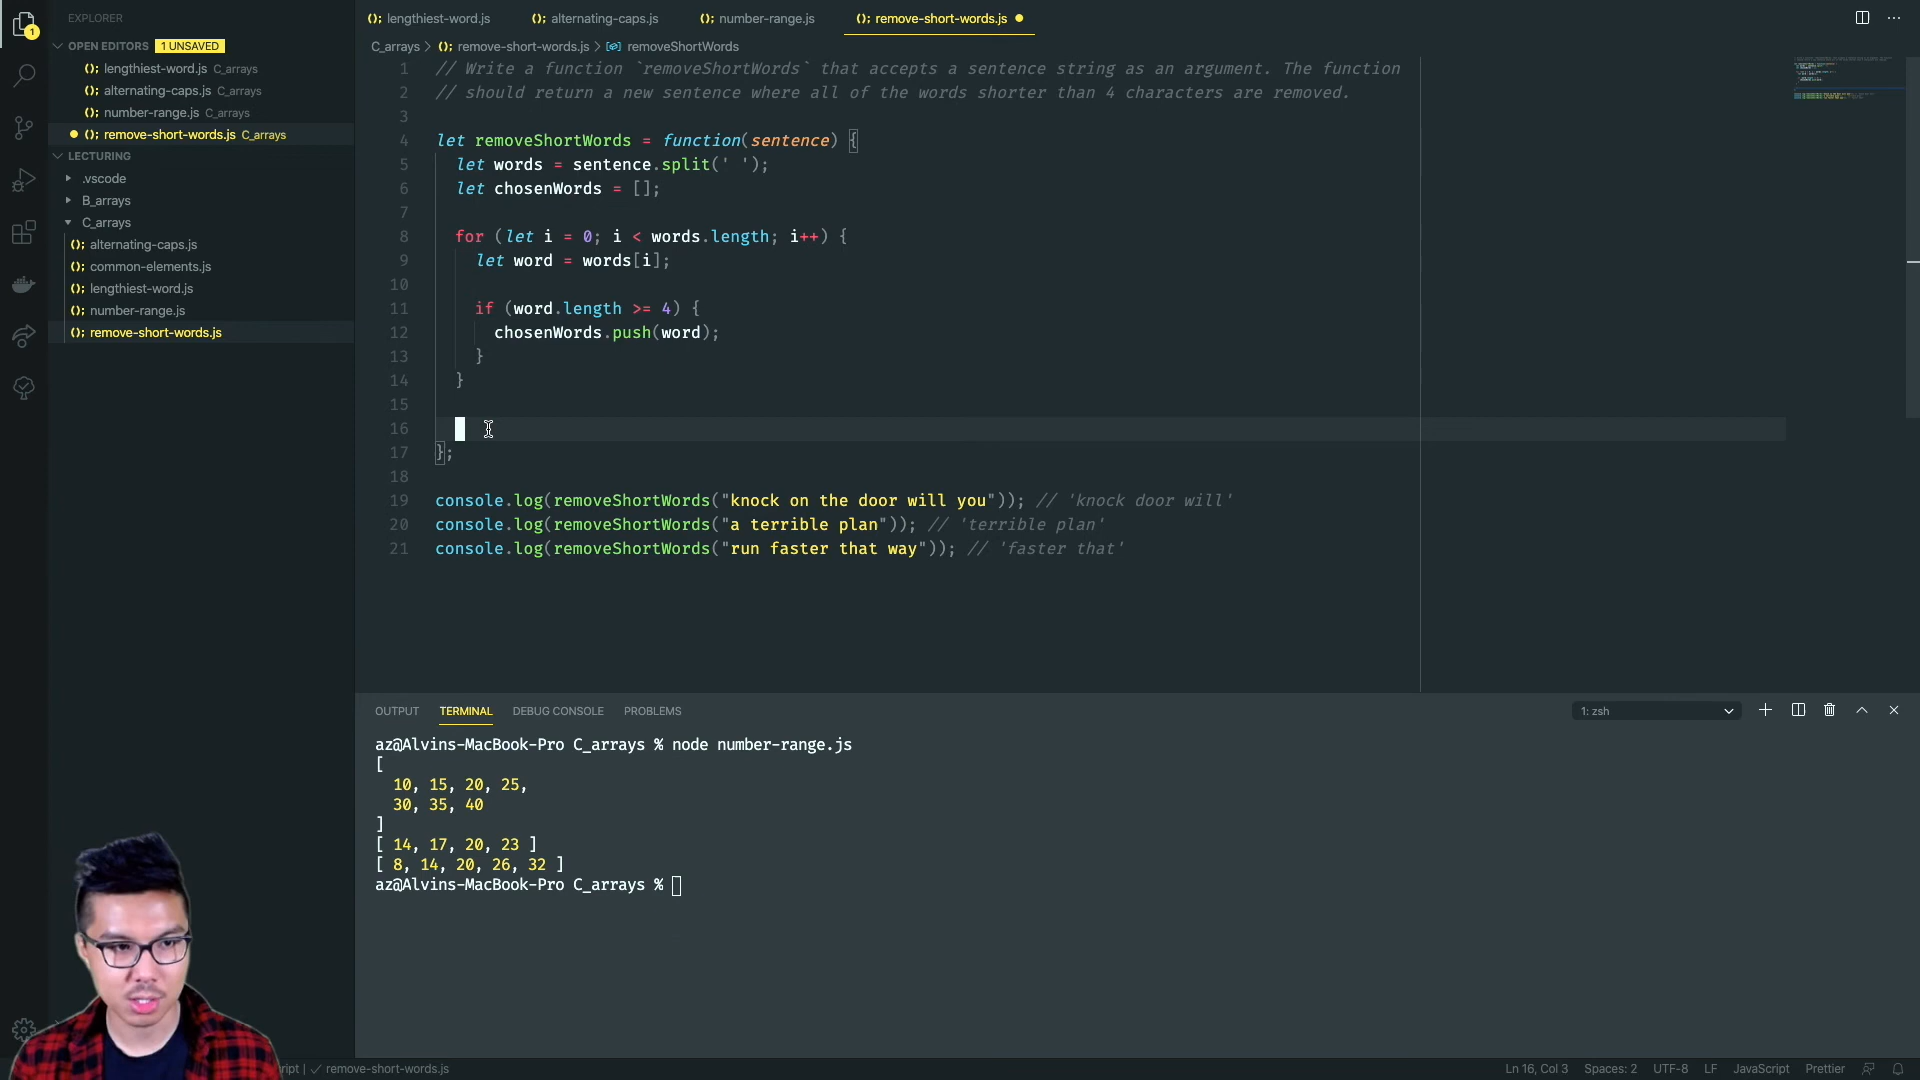 EXPLORER
OPEN EDITORS 1 UNSAVED
lengthiest-word.js C_arrays
alternating-caps.js C_arrays
number-range.js C_arrays
remove-short-words.js C_arrays
LECTURING
.vscode
B_arrays
C_arrays
alternating-caps.js
common-elements.js
lengthiest-word.js
number-range.js
remove-short-words.js
1
lengthiest-word.js alternating-caps.js number-range.js remove-short-words.js
C_arrays > remove-short-words.js > removeShortWords
1 // Write a function `removeShortWords` that accepts a sentence string as an argument. The function
2 // should return a new sentence where all of the words shorter than 4 characters are removed.
3
4 let removeShortWords = function(sentence) {
5 let words = sentence.split(' ');
6 let chosenWords = [];
7
8 for (let i = 0; i < words.length; i++) {
9 let word = words[i];
10
11 if (word.length >= 4) {
12 chosenWords.push(word);
13 }
14 }
15
16
17 };
18
19 console.log(removeShortWords("knock on the door will you")); // 'knock door will'
20 console.log(removeShortWords("a terrible plan")); // 'terrible plan'
21 console.log(removeShortWords("run faster that way")); // 'faster that'
OUTPUT TERMINAL DEBUG CONSOLE PROBLEMS
1: zsh
az@Alvins-MacBook-Pro C_arrays % node number-range.js
[
10, 15, 20, 25,
30, 35, 40
]
[ 14, 17, 20, 23 ]
[ 8, 14, 20, 26, 32 ]
az@Alvins-MacBook-Pro C_arrays %
ript | ✓ remove-short-words.js
Ln 16, Col 3 Spaces: 2 UTF-8 LF JavaScript Prettier